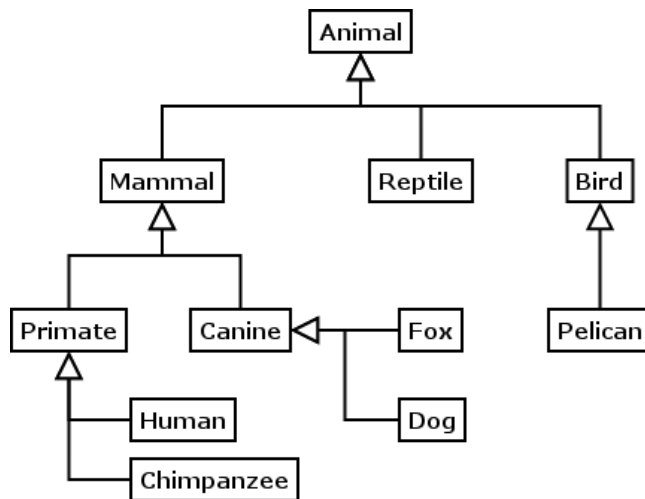 Animal
Mammal
Reptile
Bird
Primate
Canine
Fox
Pelican
Human
Dog
Chimpanzee